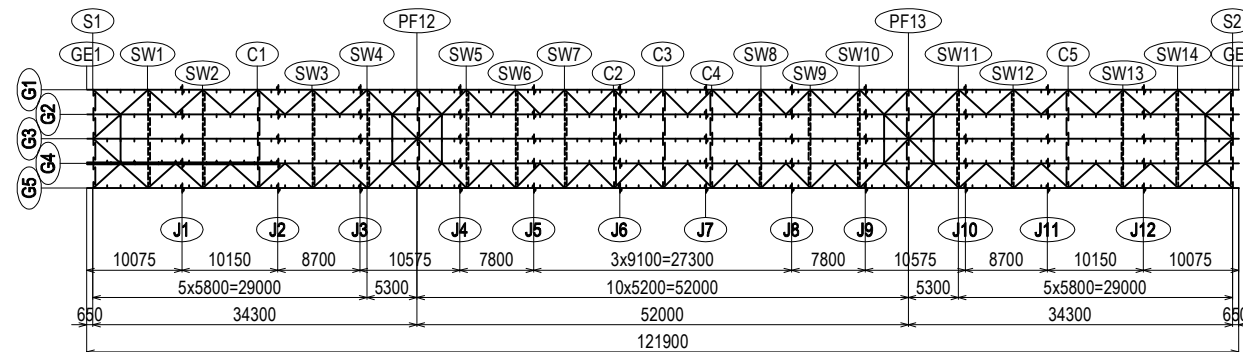 S1 PF12 PF13 S2
GE1 SW1 C1 SW4 SW5 SW7 C3 SW8 SW10 SW11 C5 SW14 GE
SW2 SW3 SW6 C2 C4 SW9 SW12 SW13
G1
G2
G3
G4
G5
J1 J2 J3 J4 J5 J6 J7 J8 J9 J10 J11 J12
10075 10150 8700 10575 7800 3x9100=27300 7800 10575 8700 10150 10075
5x5800=29000 5300 10x5200=52000 5300 5x5800=29000
650 34300 52000 34300 650
121900